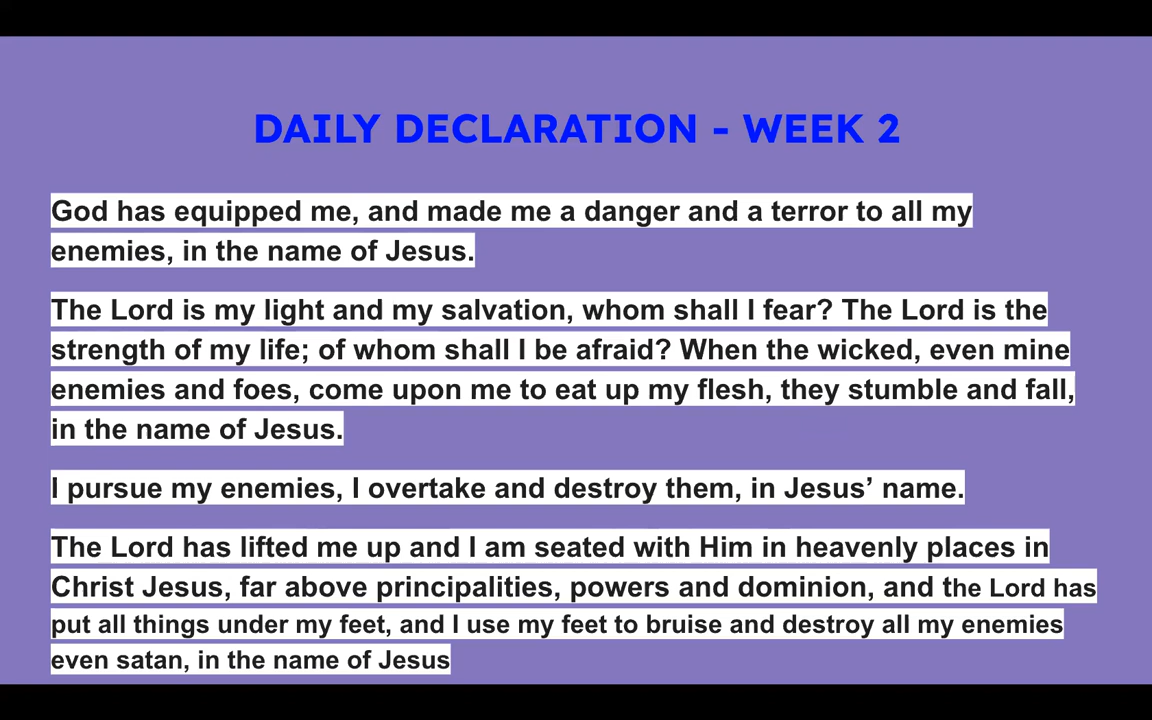 DAILY DECLARATION - WEEK 2
God has equipped me, and made me a danger and a terror to all my
enemies, in the name of Jesus.
The Lord is my light and my salvation, whom shall I fear? The Lord is the
strength of my life; of whom shall I be afraid? When the wicked, even mine
enemies and foes, come upon me to eat up my flesh, they stumble and fall,
in the name of Jesus.
I pursue my enemies, I overtake and destroy them, in Jesus’ name.
The Lord has lifted me up and I am seated with Him in heavenly places in
Christ Jesus, far above principalities, powers and dominion, and the Lord has
put all things under my feet, and I use my feet to bruise and destroy all my enemies
even satan, in the name of Jesus